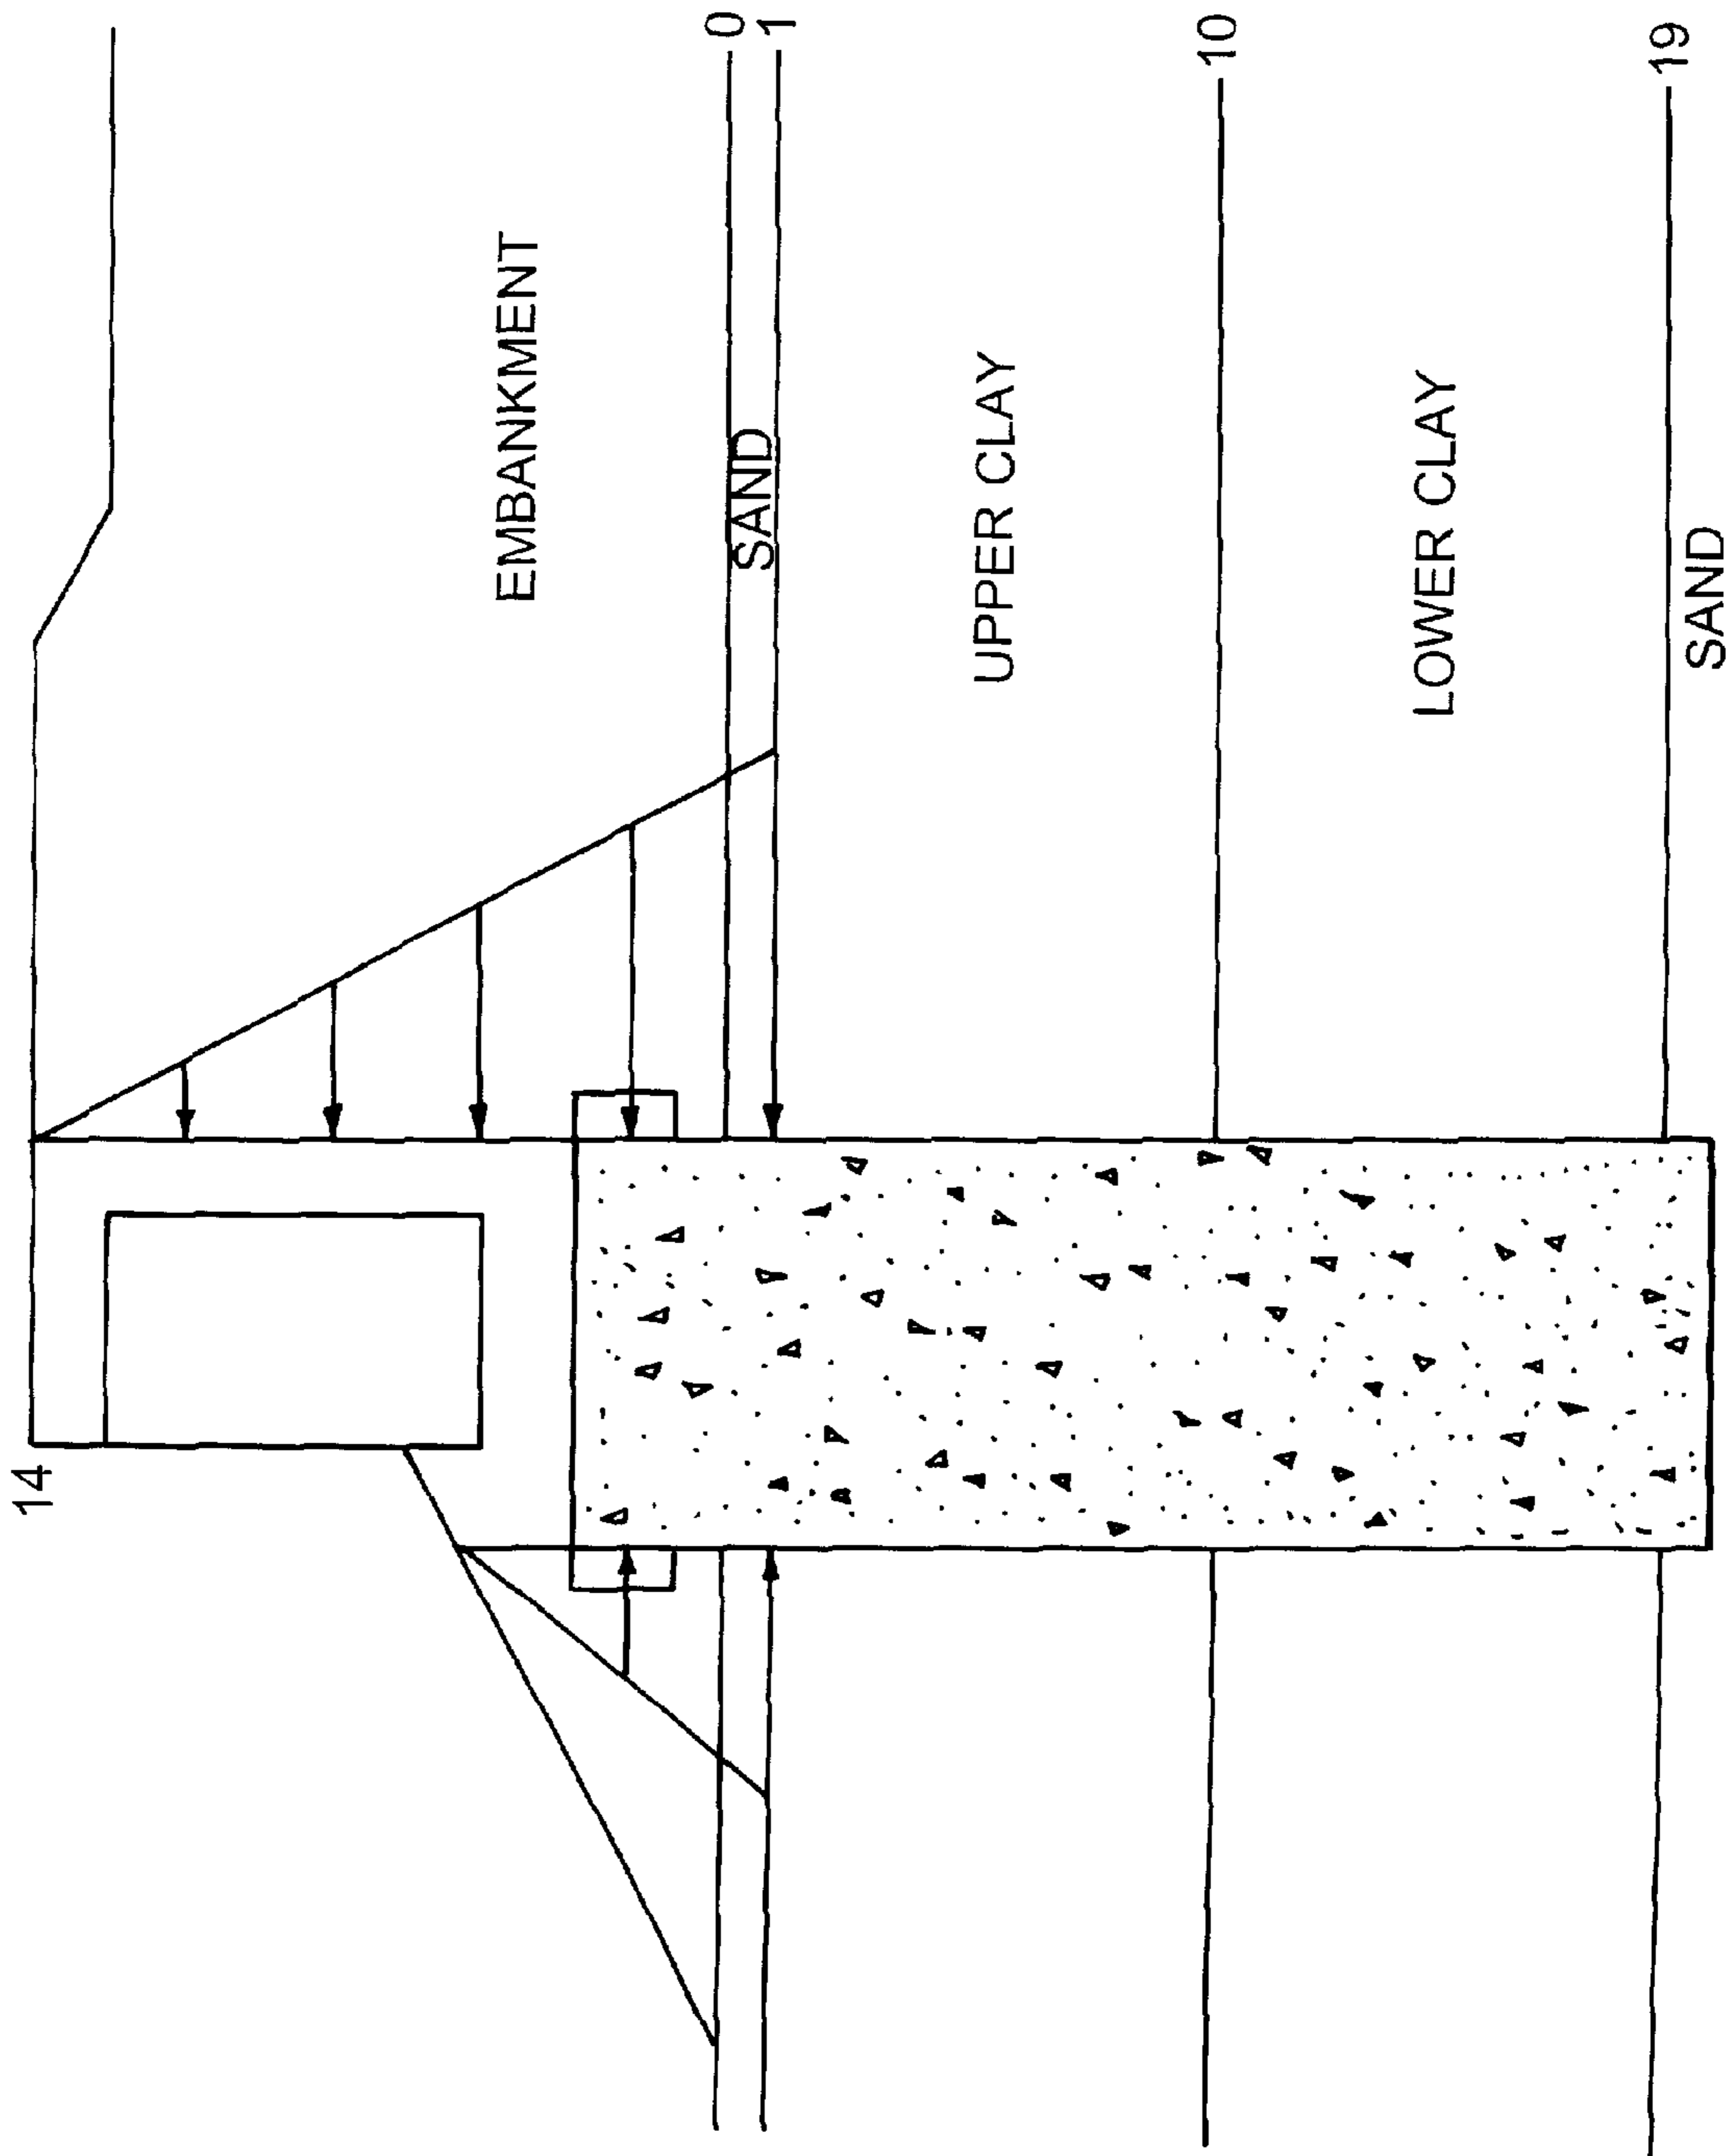 14
EMBANKMENT
0
SAND
1
UPPER CLAY
10
LOWER CLAY
19
SAND